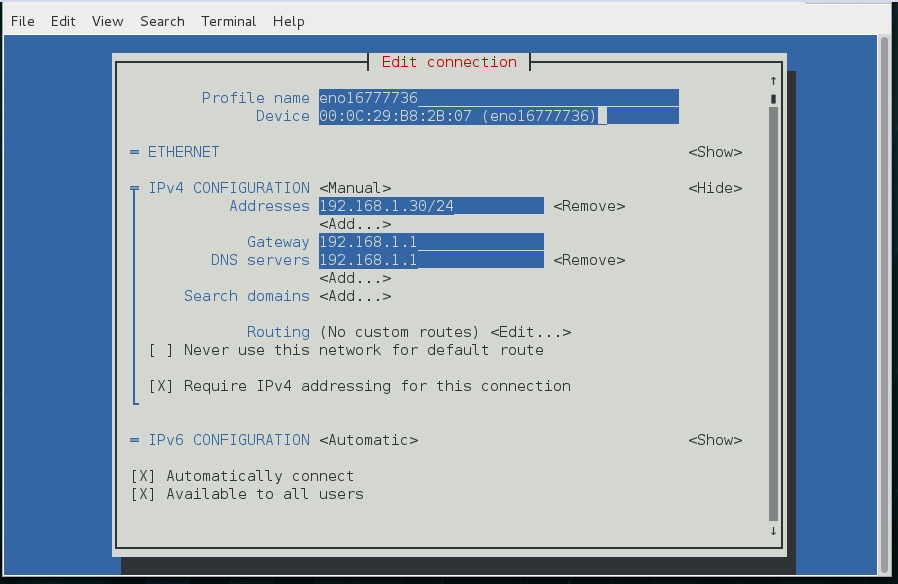 File Edit View Search Terminal Help
Edit connection
Profile name eno16777736
Device 00:0C:29:B8:2B:07 (eno16777736)
= ETHERNET <Show>
IPv4 CONFIGURATION <Manual> <Hide>
Addresses 192.168.1.30/24 <Remove>
<Add...>
Gateway 192.168.1.1
DNS servers 192.168.1.1 <Remove>
<Add...>
Search domains <Add...>
Routing (No custom routes) <Edit...>
[ ] Never use this network for default route
[X] Require IPv4 addressing for this connection
= IPv6 CONFIGURATION <Automatic> <Show>
[X] Automatically connect
[X] Available to all users